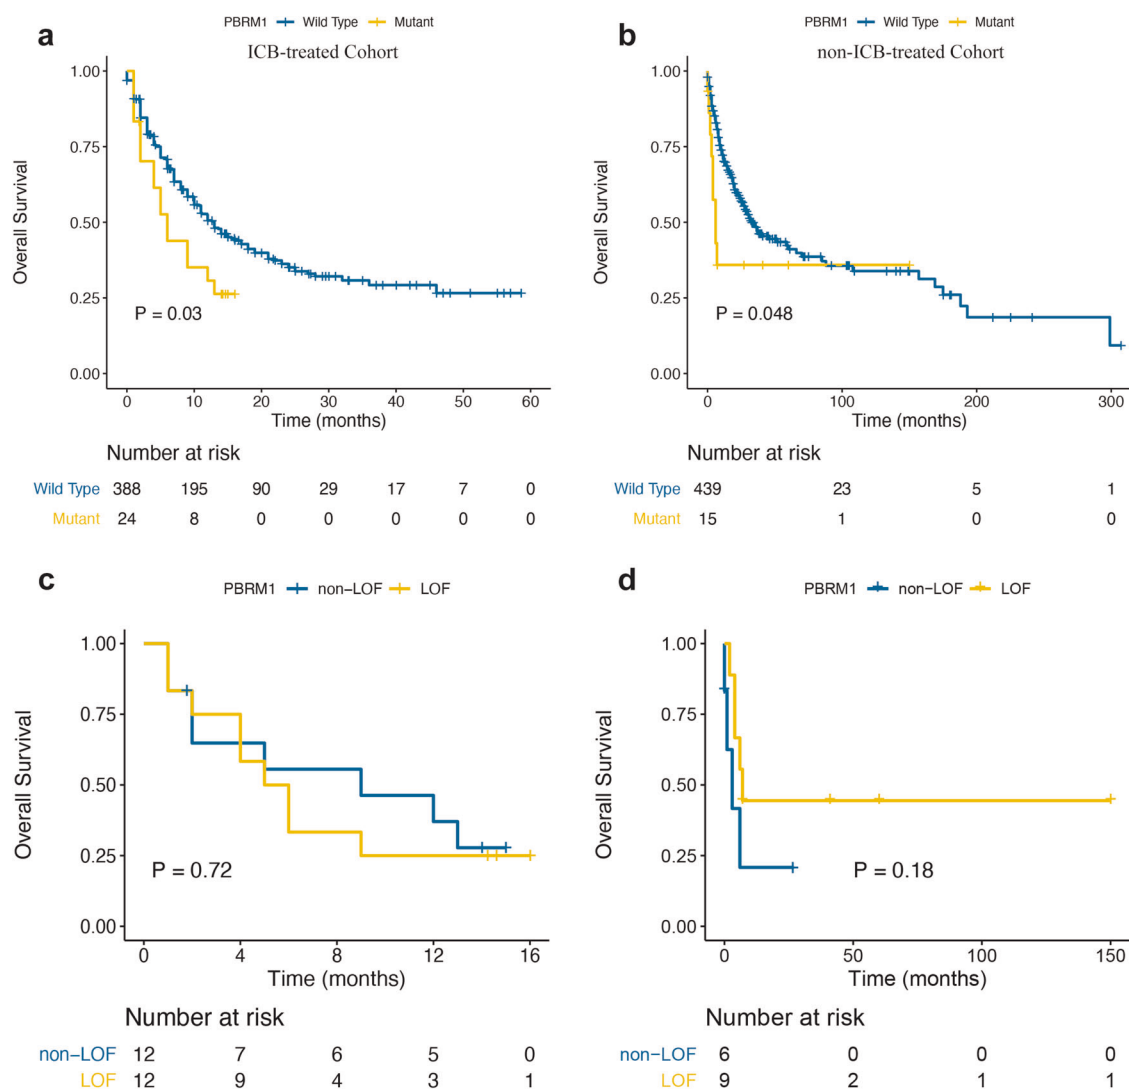 a
PBRM1 Wild Type Mutant
ICB-treated Cohort
Overall Survival
1.00
0.75
0.50
0.25
0.00
P = 0.03
0 10 20 30 40 50 60
Time (months)
Number at risk
Wild Type 388 195 90 29 17 7 0
Mutant 24 8 0 0 0 0 0
b
PBRM1 Wild Type Mutant
non-ICB-treated Cohort
Overall Survival
1.00
0.75
0.50
0.25
0.00
P = 0.048
0 100 200 300
Time (months)
Number at risk
Wild Type 439 23 5 1
Mutant 15 1 0 0
c
PBRM1 non-LOF LOF
Overall Survival
1.00
0.75
0.50
0.25
0.00
P = 0.72
0 4 8 12 16
Time (months)
Number at risk
non-LOF 12 7 6 5 0
LOF 12 9 4 3 1
d
PBRM1 non-LOF LOF
Overall Survival
1.00
0.75
0.50
0.25
0.00
P = 0.18
0 50 100 150
Time (months)
Number at risk
non-LOF 6 0 0 0
LOF 9 2 1 1